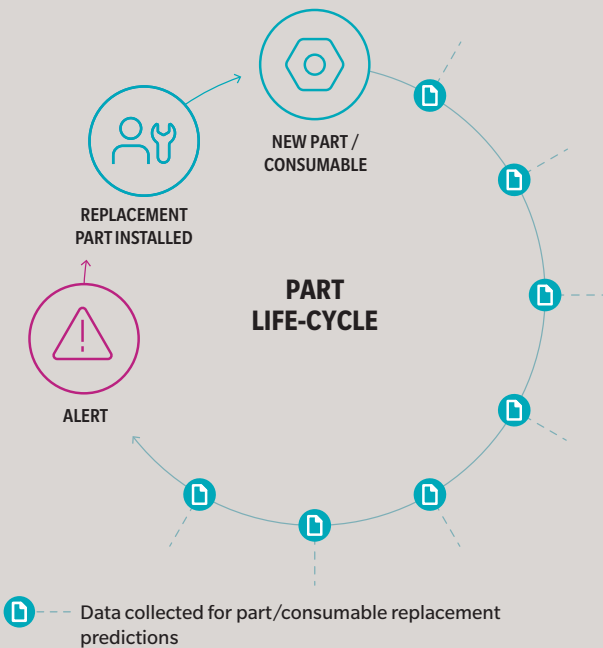 NEW PART /
CONSUMABLE
REPLACEMENT
PART INSTALLED
PART
LIFE-CYCLE
ALERT
Data collected for part/consumable replacement
predictions